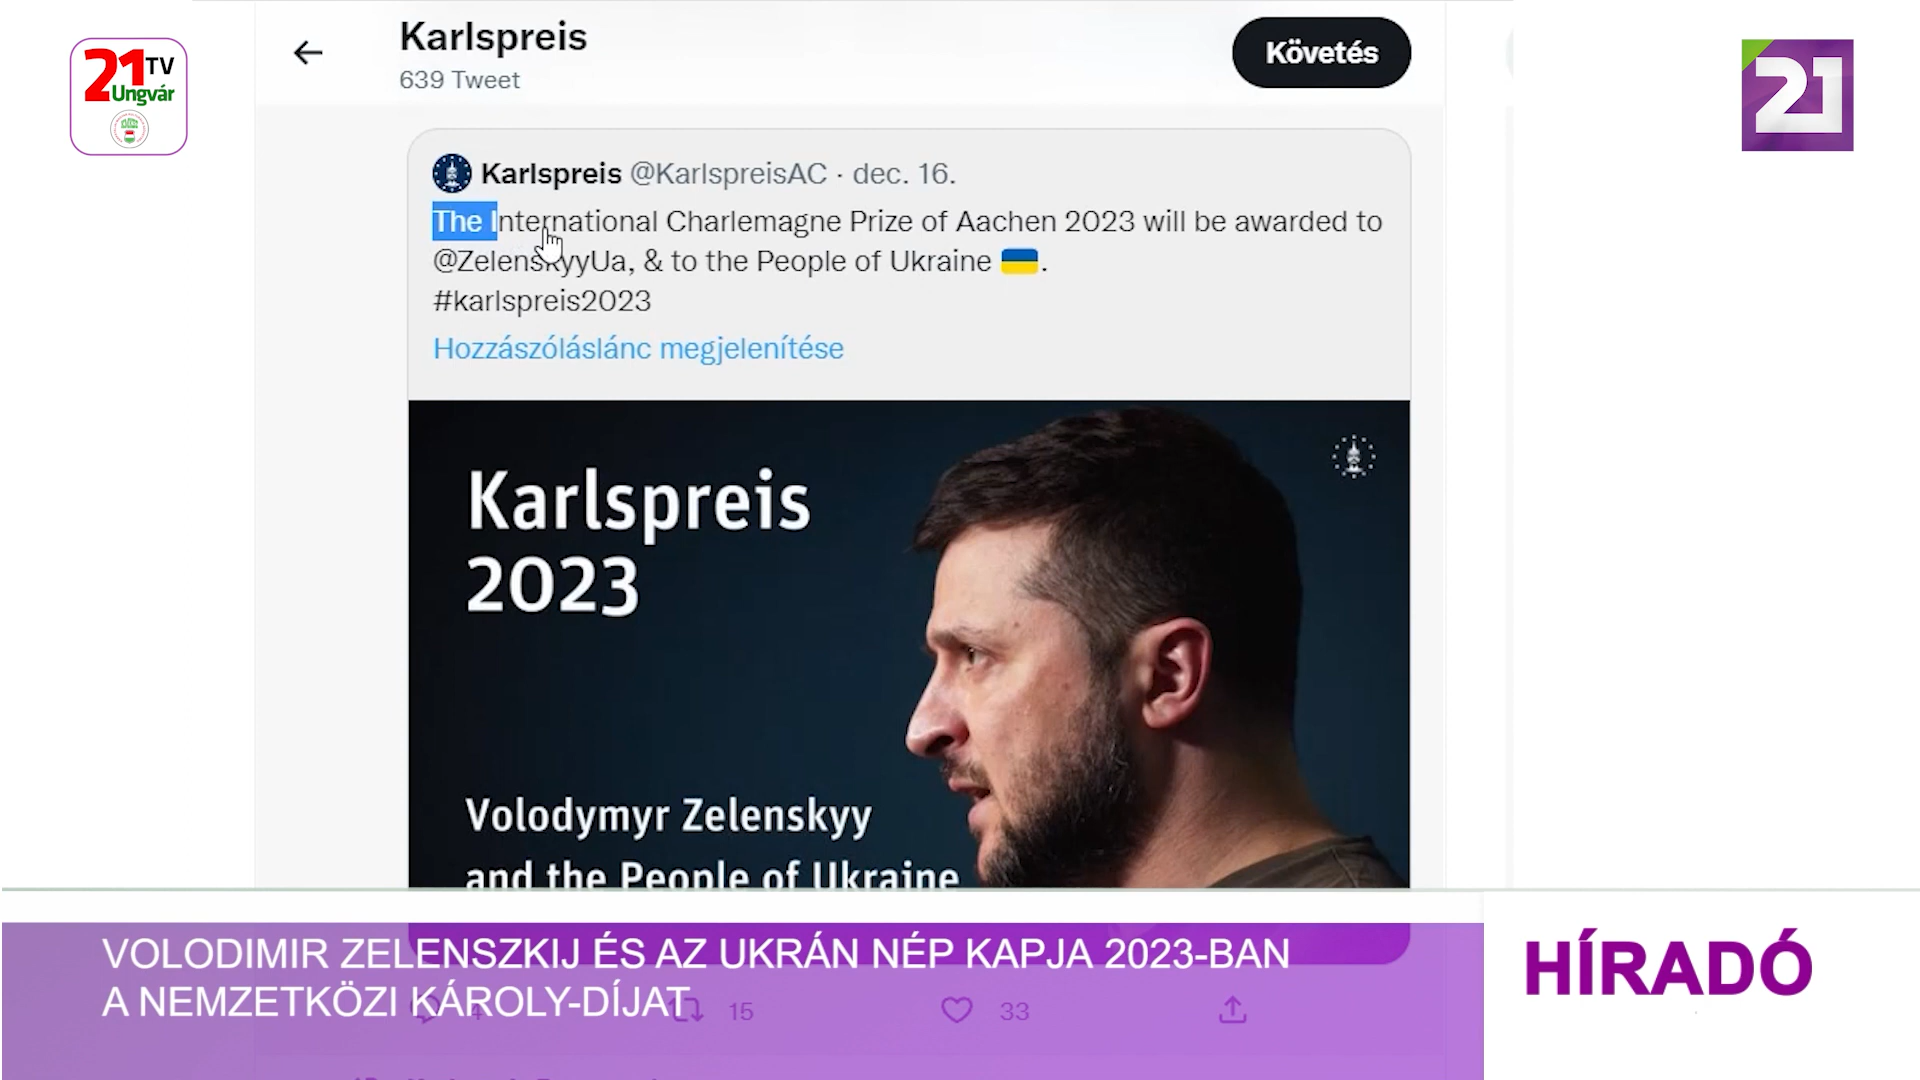 21 TV
Ungvár
Karlspreis
639 Tweet
Követés
21
Karlspreis @KarlspreisAC · dec. 16.
The International Charlemagne Prize of Aachen 2023 will be awarded to
@ZelenskyyUa, & to the People of Ukraine 🇺🇦.
#karlspreis2023
Hozzászóláslánc megjelenítése
Karlspreis
2023
Volodymyr Zelenskyy
and the People of Ukraine
VOLODIMIR ZELENSZKIJ ÉS AZ UKRÁN NÉP KAPJA 2023-BAN
A NEMZETKÖZI KÁROLY-DÍJAT
4 15 33
HÍRADÓ